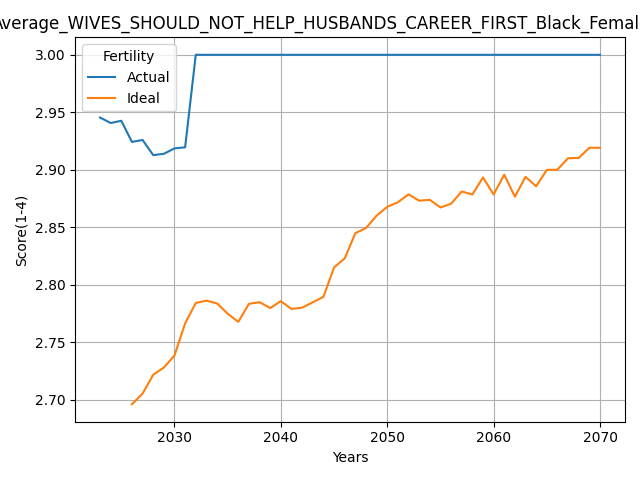 Average_WIVES_SHOULD_NOT_HELP_HUSBANDS_CAREER_FIRST_Black_Femal
Fertility
Actual
Ideal
Score(1-4)
3.00
2.95
2.90
2.85
2.80
2.75
2.70
2030
2040
2050
2060
2070
Years